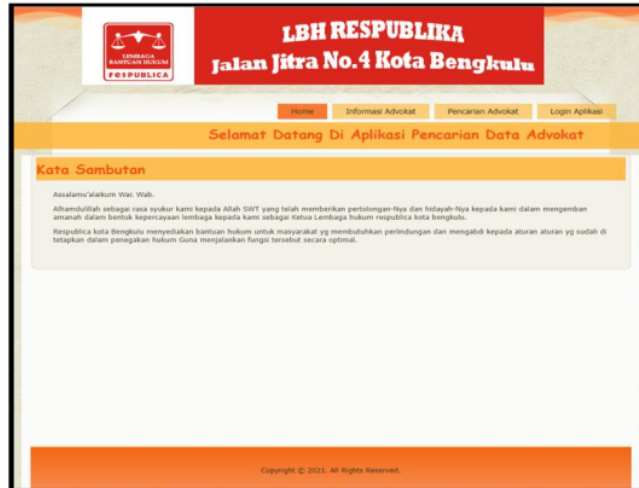 LEMBAGA
BANTUAN HUKUM
RESPUBLICA
LBH RESPUBLIKA
Jalan Jitra No.4 Kota Bengkulu
Home Informasi Advokat Pencarian Advokat Login Aplikasi
Selamat Datang Di Aplikasi Pencarian Data Advokat
Kata Sambutan
Assalamu'alaikum War. Wab.
Alhamdulillah sebagai rasa syukur kami kepada Allah SWT yang telah memberikan pertolongan-Nya dan hidayah-Nya kepada kami dalam mengemban
amanah dalam bentuk kepercayaan lembaga kepada kami sebagai Ketua Lembaga hukum respublica kota bengkulu.
Respublica kota Bengkulu menyediakan bantuan hukum untuk masyarakat yg membutuhkan perlindungan dan mengabdi kepada aturan aturan yg sudah di
tetapkan dalam penegakan hukum Guna menjalankan fungsi tersebut secara optimal.
Copyright © 2021. All Rights Reserved.